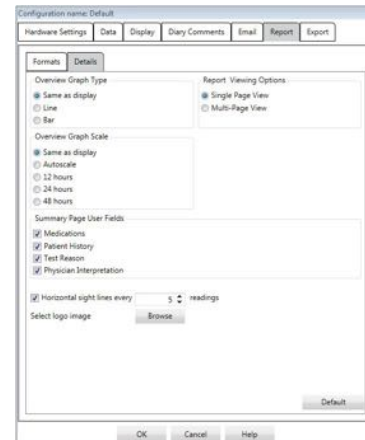 Configuration name: Default
Hardware Settings Data Display Diary Comments Email Report Export
Formats Details
Overview Graph Type
Same as display
Line
Bar
Report Viewing Options
Single Page View
Multi-Page View
Overview Graph Scale
Same as display
Autoscale
12 hours
24 hours
48 hours
Summary Page User Fields
Medications
Patient History
Test Reason
Physician Interpretation
Horizontal sight lines every 5 readings
Select logo image Browse
Default
OK Cancel Help